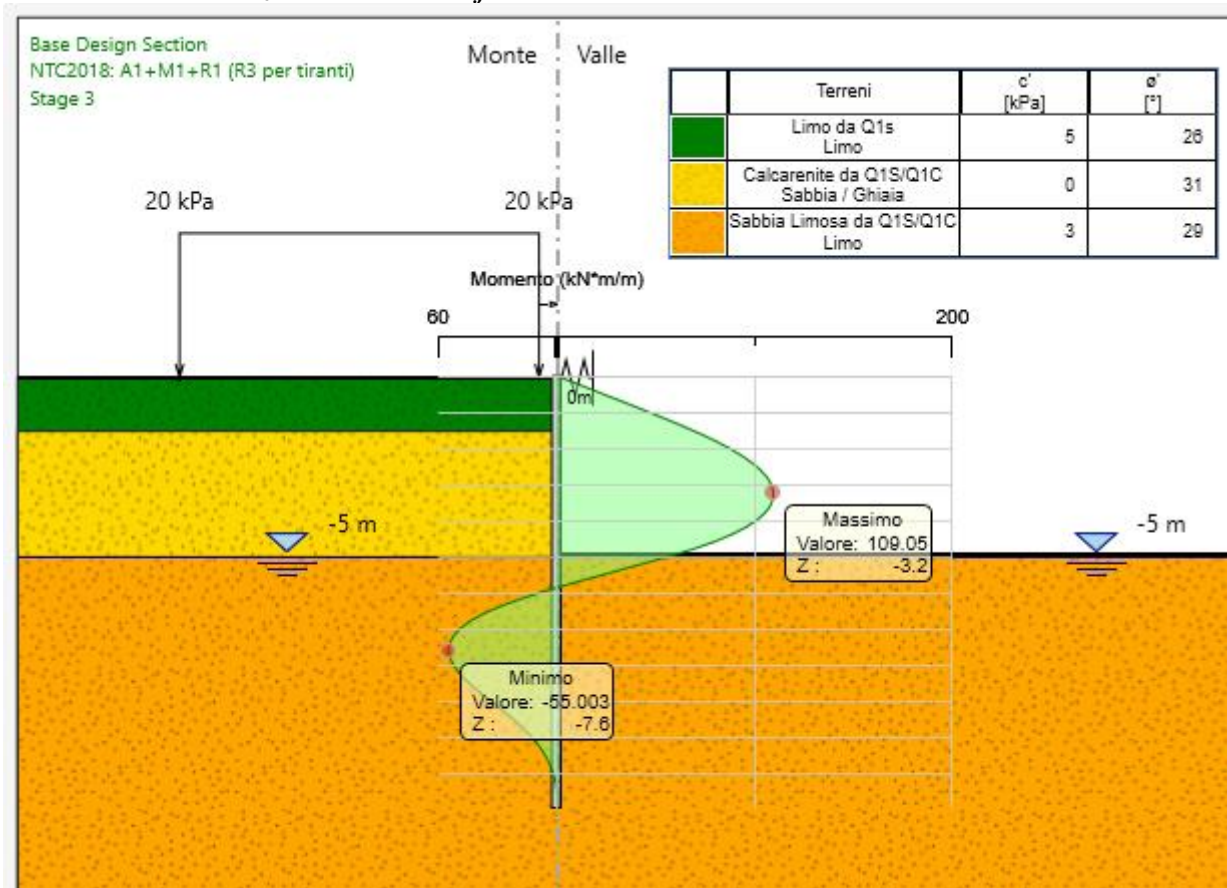 Base Design Section
NTC2018: A1+M1+R1 (R3 per tiranti)
Stage 3
Monte
Valle
Terreni
c'
[kPa]
ø'
[°]
Limo da Q1s
Limo
5
26
Calcarenite da Q1S/Q1C
Sabbia / Ghiaia
0
31
Sabbia Limosa da Q1S/Q1C
Limo
3
29
20 kPa
20 kPa
Momento (kN*m/m)
60
200
0m
-5 m
-5 m
Massimo
Valore: 109.05
Z : -3.2
Minimo
Valore: -55.003
Z : -7.6